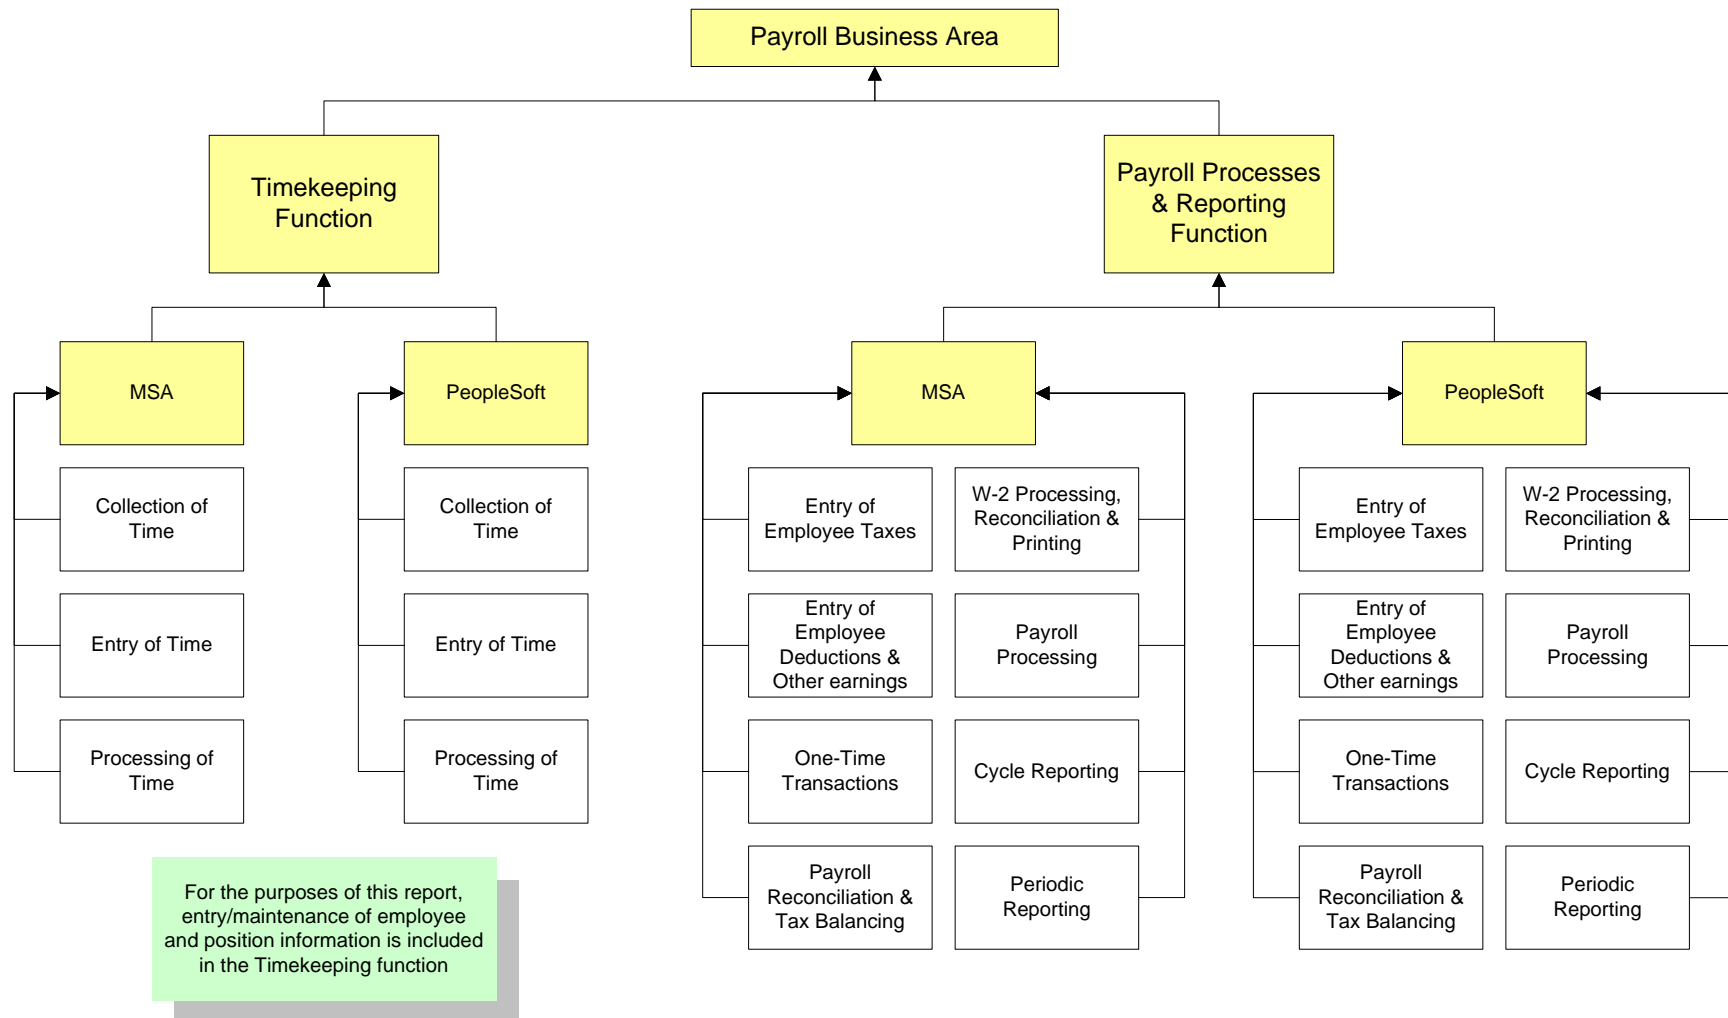 Payroll Business Area
Timekeeping
Function
Payroll Processes
& Reporting
Function
MSA
PeopleSoft
MSA
PeopleSoft
Collection of
Time
Collection of
Time
Entry of
Employee Taxes
W-2 Processing,
Reconciliation &
Printing
Entry of
Employee Taxes
W-2 Processing,
Reconciliation &
Printing
Entry of Time
Entry of Time
Entry of
Employee
Deductions &
Other earnings
Payroll
Processing
Entry of
Employee
Deductions &
Other earnings
Payroll
Processing
Processing of
Time
Processing of
Time
One-Time
Transactions
Cycle Reporting
One-Time
Transactions
Cycle Reporting
Payroll
Reconciliation &
Tax Balancing
Periodic
Reporting
Payroll
Reconciliation &
Tax Balancing
Periodic
Reporting
For the purposes of this report,
entry/maintenance of employee
and position information is included
in the Timekeeping function